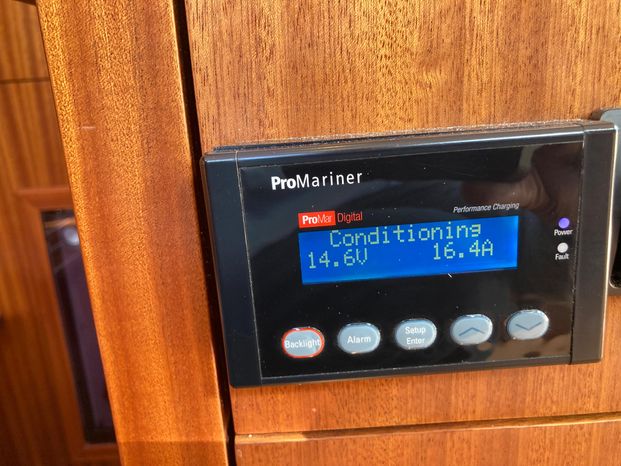 ProMariner
ProMar Digital
Performance Charging
Conditioning
14.6V 16.4A
Power
Fault
Backlight
Alarm
Setup
Enter